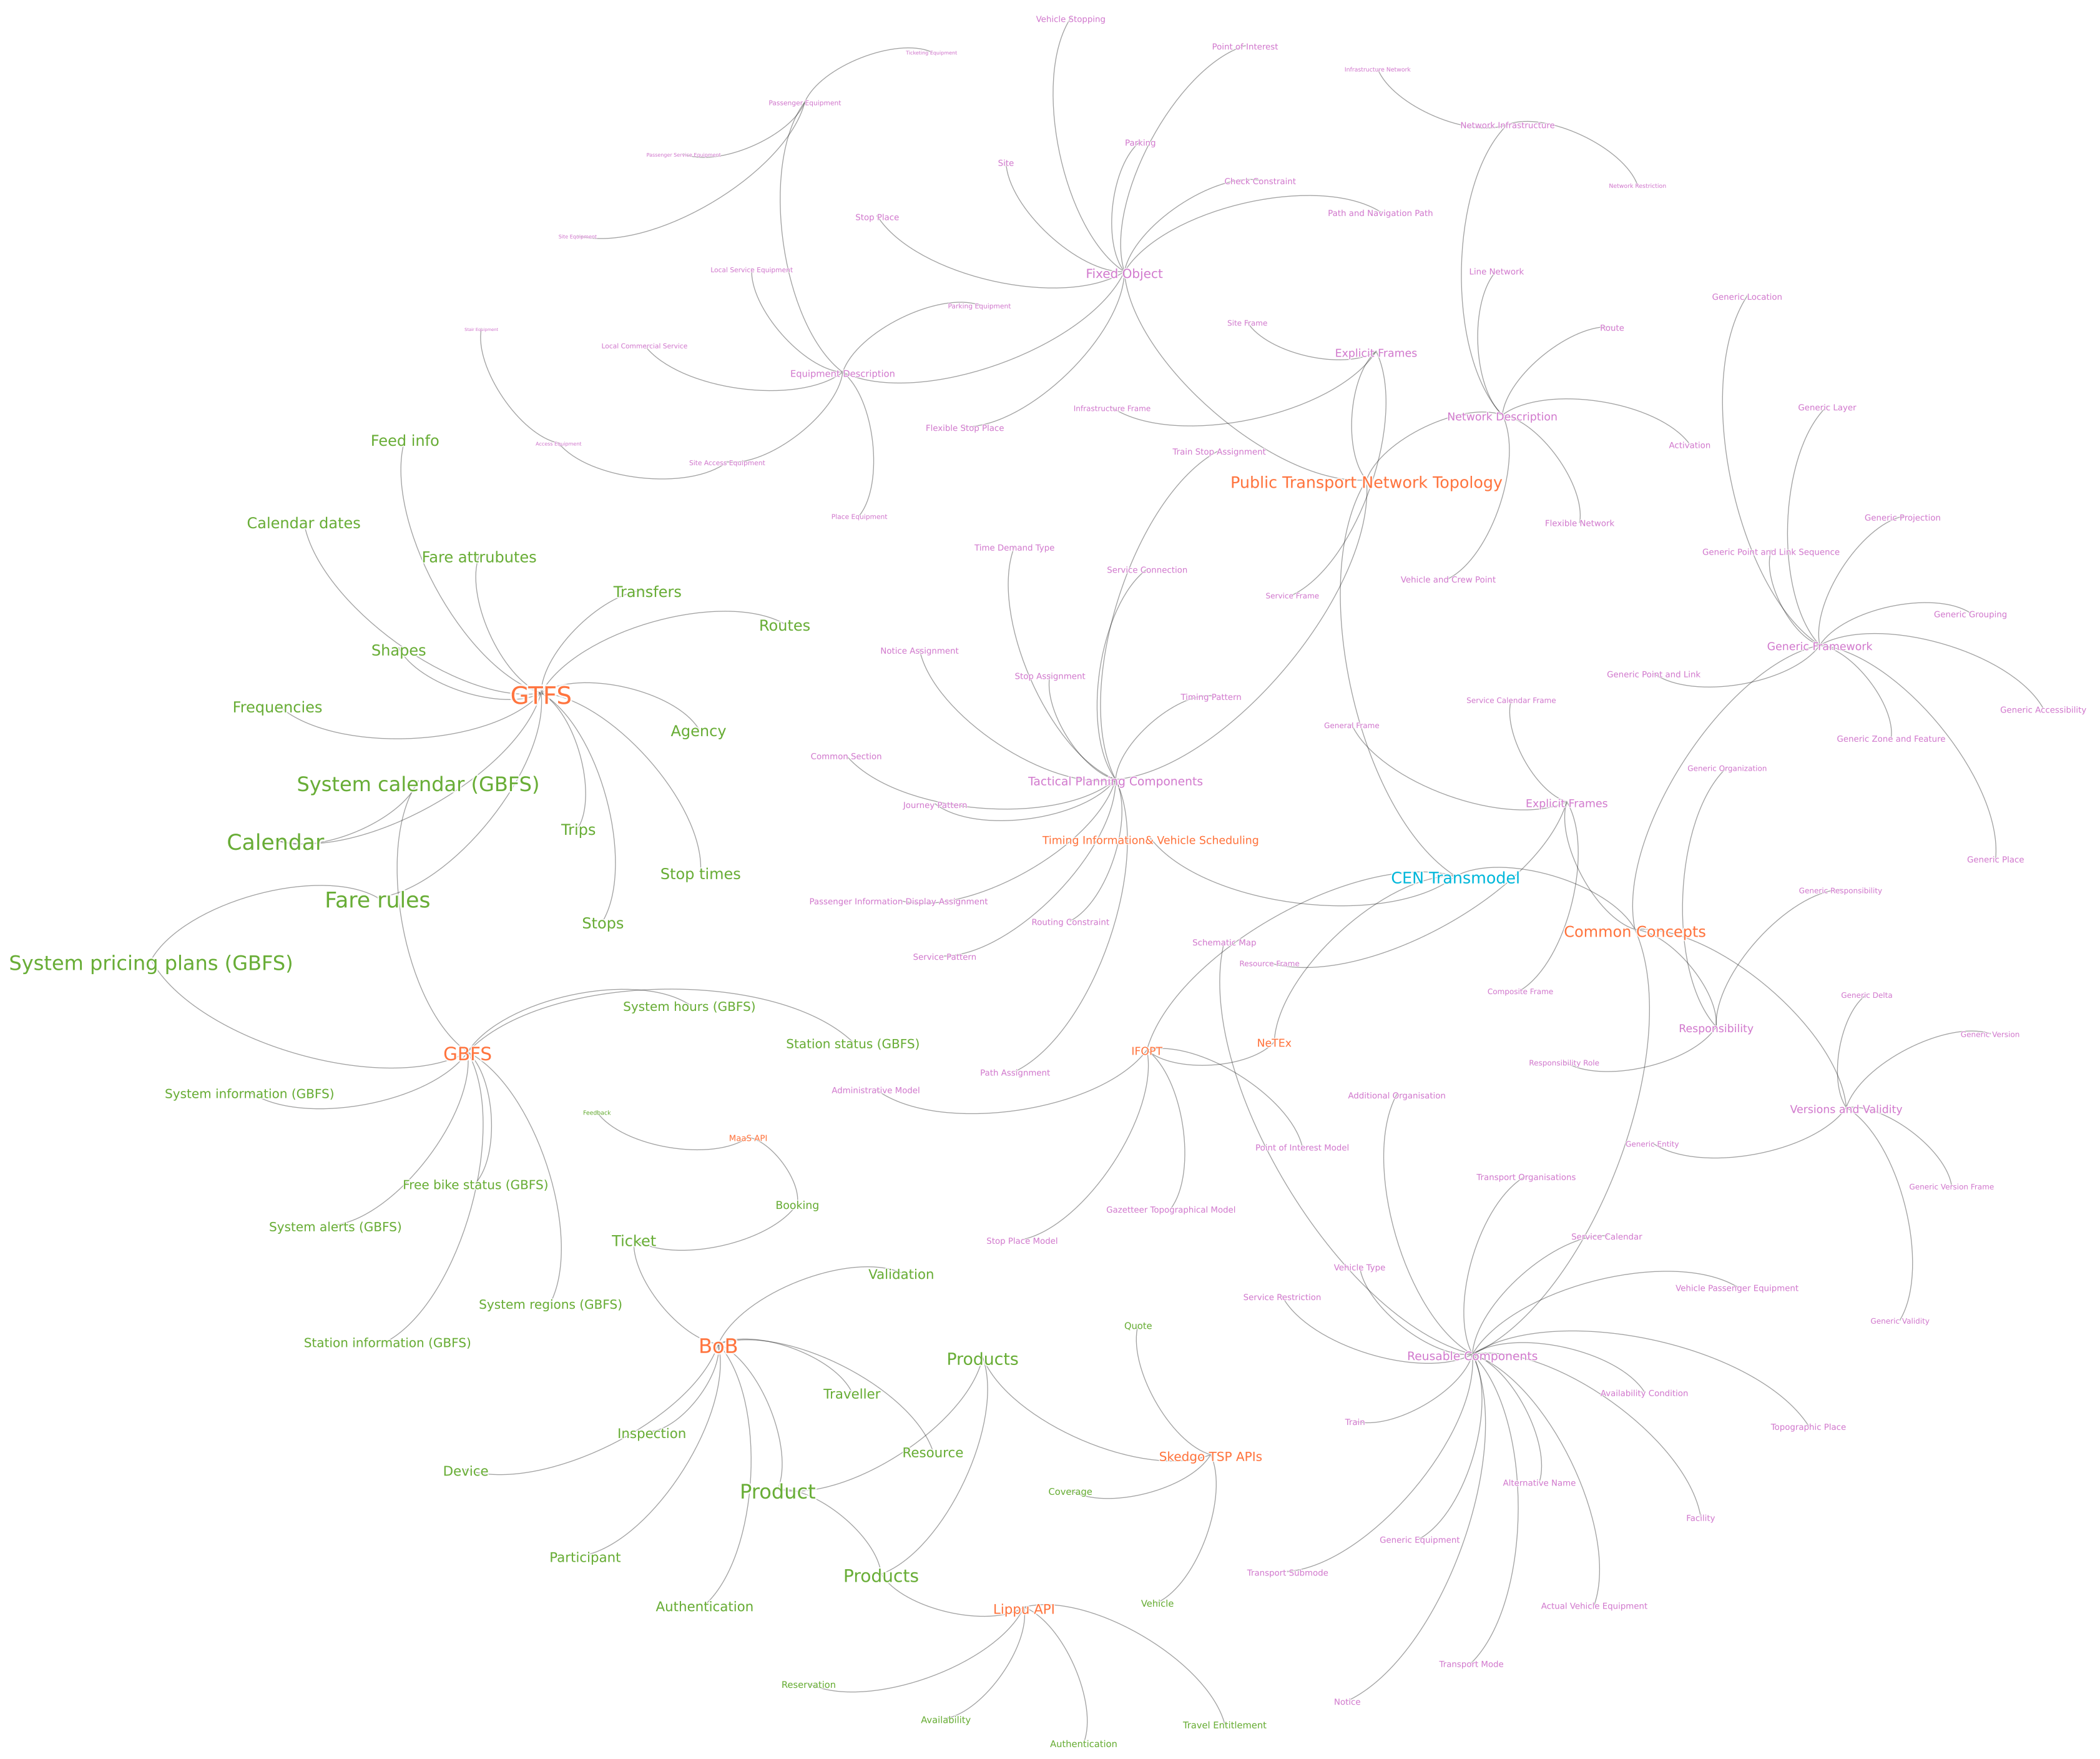 Vehicle Stopping
Point of Interest
Ticketing Equipment
Infrastructure Network
Passenger Equipment
Network Infrastructure
Parking
Passenger Service Equipment
Site
Check Constraint
Network Restriction
Stop Place
Path and Navigation Path
Site Equipment
Local Service Equipment
Fixed Object
Line Network
Generic Location
Parking Equipment
Site Frame
Route
Stair Equipment
Local Commercial Service
Explicit Frames
Equipment Description
Infrastructure Frame
Generic Layer
Network Description
Flexible Stop Place
Feed info
Access Equipment
Activation
Train Stop Assignment
Site Access Equipment
Public Transport Network Topology
Place Equipment
Generic Projection
Calendar dates
Flexible Network
Time Demand Type
Generic Point and Link Sequence
Fare attrubutes
Service Connection
Vehicle and Crew Point
Transfers
Service Frame
Generic Grouping
Routes
Generic Framework
Shapes
Notice Assignment
Generic Point and Link
Stop Assignment
GTFS
Timing Pattern
Service Calendar Frame
Frequencies
Generic Accessibility
General Frame
Agency
Generic Zone and Feature
Common Section
Generic Organization
Tactical Planning Components
System calendar (GBFS)
Journey Pattern
Explicit Frames
Trips
Timing Information& Vehicle Scheduling
Calendar
Generic Place
Stop times
CEN Transmodel
Generic Responsibility
Fare rules
Passenger Information Display Assignment
Stops
Routing Constraint
Common Concepts
Schematic Map
Service Pattern
System pricing plans (GBFS)
Resource Frame
Composite Frame
Generic Delta
System hours (GBFS)
Responsibility
Generic Version
Station status (GBFS)
NeTEx
IFOPT
GBFS
Responsibility Role
Path Assignment
Administrative Model
System information (GBFS)
Additional Organisation
Versions and Validity
Feedback
MaaS API
Generic Entity
Point of Interest Model
Transport Organisations
Free bike status (GBFS)
Generic Version Frame
Booking
Gazetteer Topographical Model
System alerts (GBFS)
Service Calendar
Ticket
Stop Place Model
Vehicle Type
Validation
Vehicle Passenger Equipment
Service Restriction
System regions (GBFS)
Generic Validity
Quote
Station information (GBFS)
BoB
Reusable Components
Products
Traveller
Availability Condition
Train
Topographic Place
Inspection
Resource
Skedgo TSP APIs
Device
Alternative Name
Product
Coverage
Facility
Generic Equipment
Participant
Transport Submode
Products
Vehicle
Authentication
Actual Vehicle Equipment
Lippu API
Transport Mode
Reservation
Notice
Availability
Travel Entitlement
Authentication